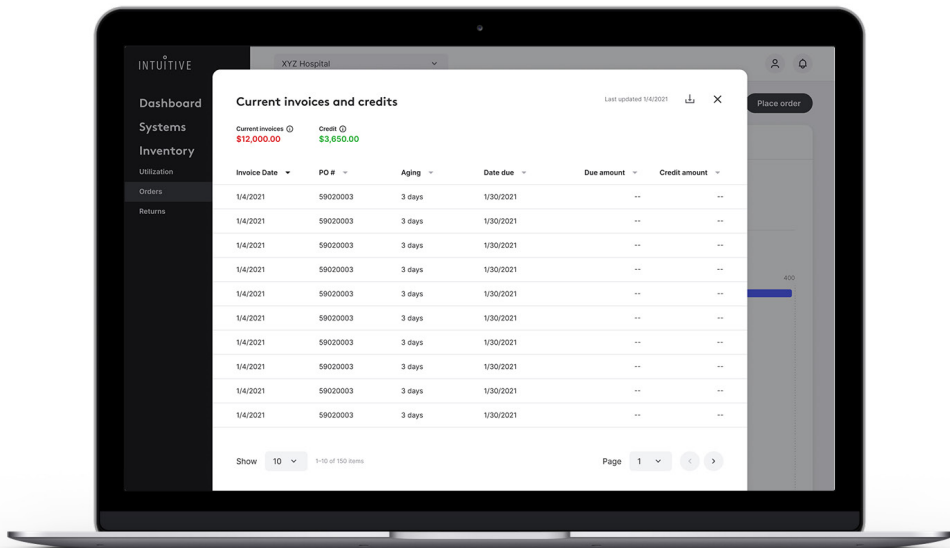 INTUITIVE
XYZ Hospital
Dashboard
Systems
Inventory
Utilization
Orders
Returns
Place order
400
Current invoices and credits
Last updated 1/4/2021
Current invoices
Credit
$12,000.00
$3,650.00
Invoice Date PO # Aging Date due Due amount Credit amount
1/4/2021 59020003 3 days 1/30/2021 -- --
1/4/2021 59020003 3 days 1/30/2021 -- --
1/4/2021 59020003 3 days 1/30/2021 -- --
1/4/2021 59020003 3 days 1/30/2021 -- --
1/4/2021 59020003 3 days 1/30/2021 -- --
1/4/2021 59020003 3 days 1/30/2021 -- --
1/4/2021 59020003 3 days 1/30/2021 -- --
1/4/2021 59020003 3 days 1/30/2021 -- --
1/4/2021 59020003 3 days 1/30/2021 -- --
1/4/2021 59020003 3 days 1/30/2021 -- --
Show 10 1-10 of 150 items
Page 1